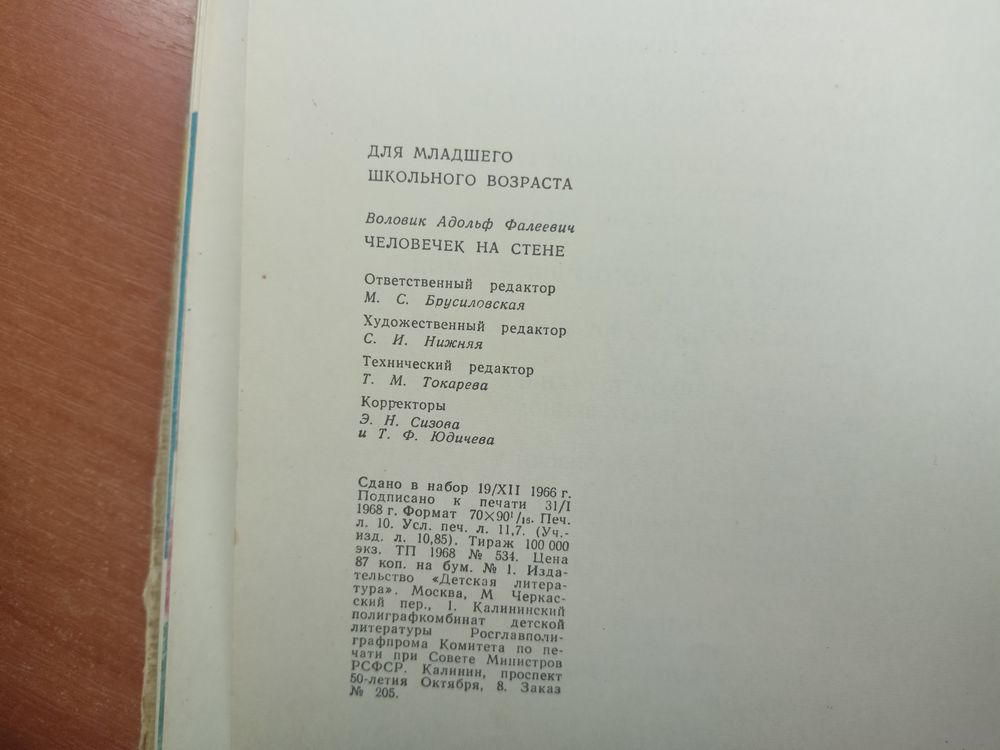 ДЛЯ МЛАДШЕГО
ШКОЛЬНОГО ВОЗРАСТА
Воловик Адольф Фалеевич
ЧЕЛОВЕЧЕК НА СТЕНЕ
Ответственный редактор
М. С. Брусиловская
Художественный редактор
С. И. Нижняя
Технический редактор
Т. М. Токарева
Корректоры
Э. Н. Сизова
и Т. Ф. Юдичева
Сдано в набор 19/XII 1966 г.
Подписано к печати 31/I
1968 г. Формат 70×90¹/₁₆. Печ.
л. 10. Усл. печ. л. 11,7. (Уч.-
изд. л. 10,85). Тираж 100 000
экз. ТП 1968 № 534. Цена
87 коп. на бум. № 1. Изда-
тельство «Детская литера-
тура». Москва, М Черкас-
ский пер., 1. Калининский
полиграфкомбинат детской
литературы Росглавполи-
графпрома Комитета по пе-
чати при Совете Министров
РСФСР. Калинин, проспект
50-летия Октября, 8. Заказ
№ 205.